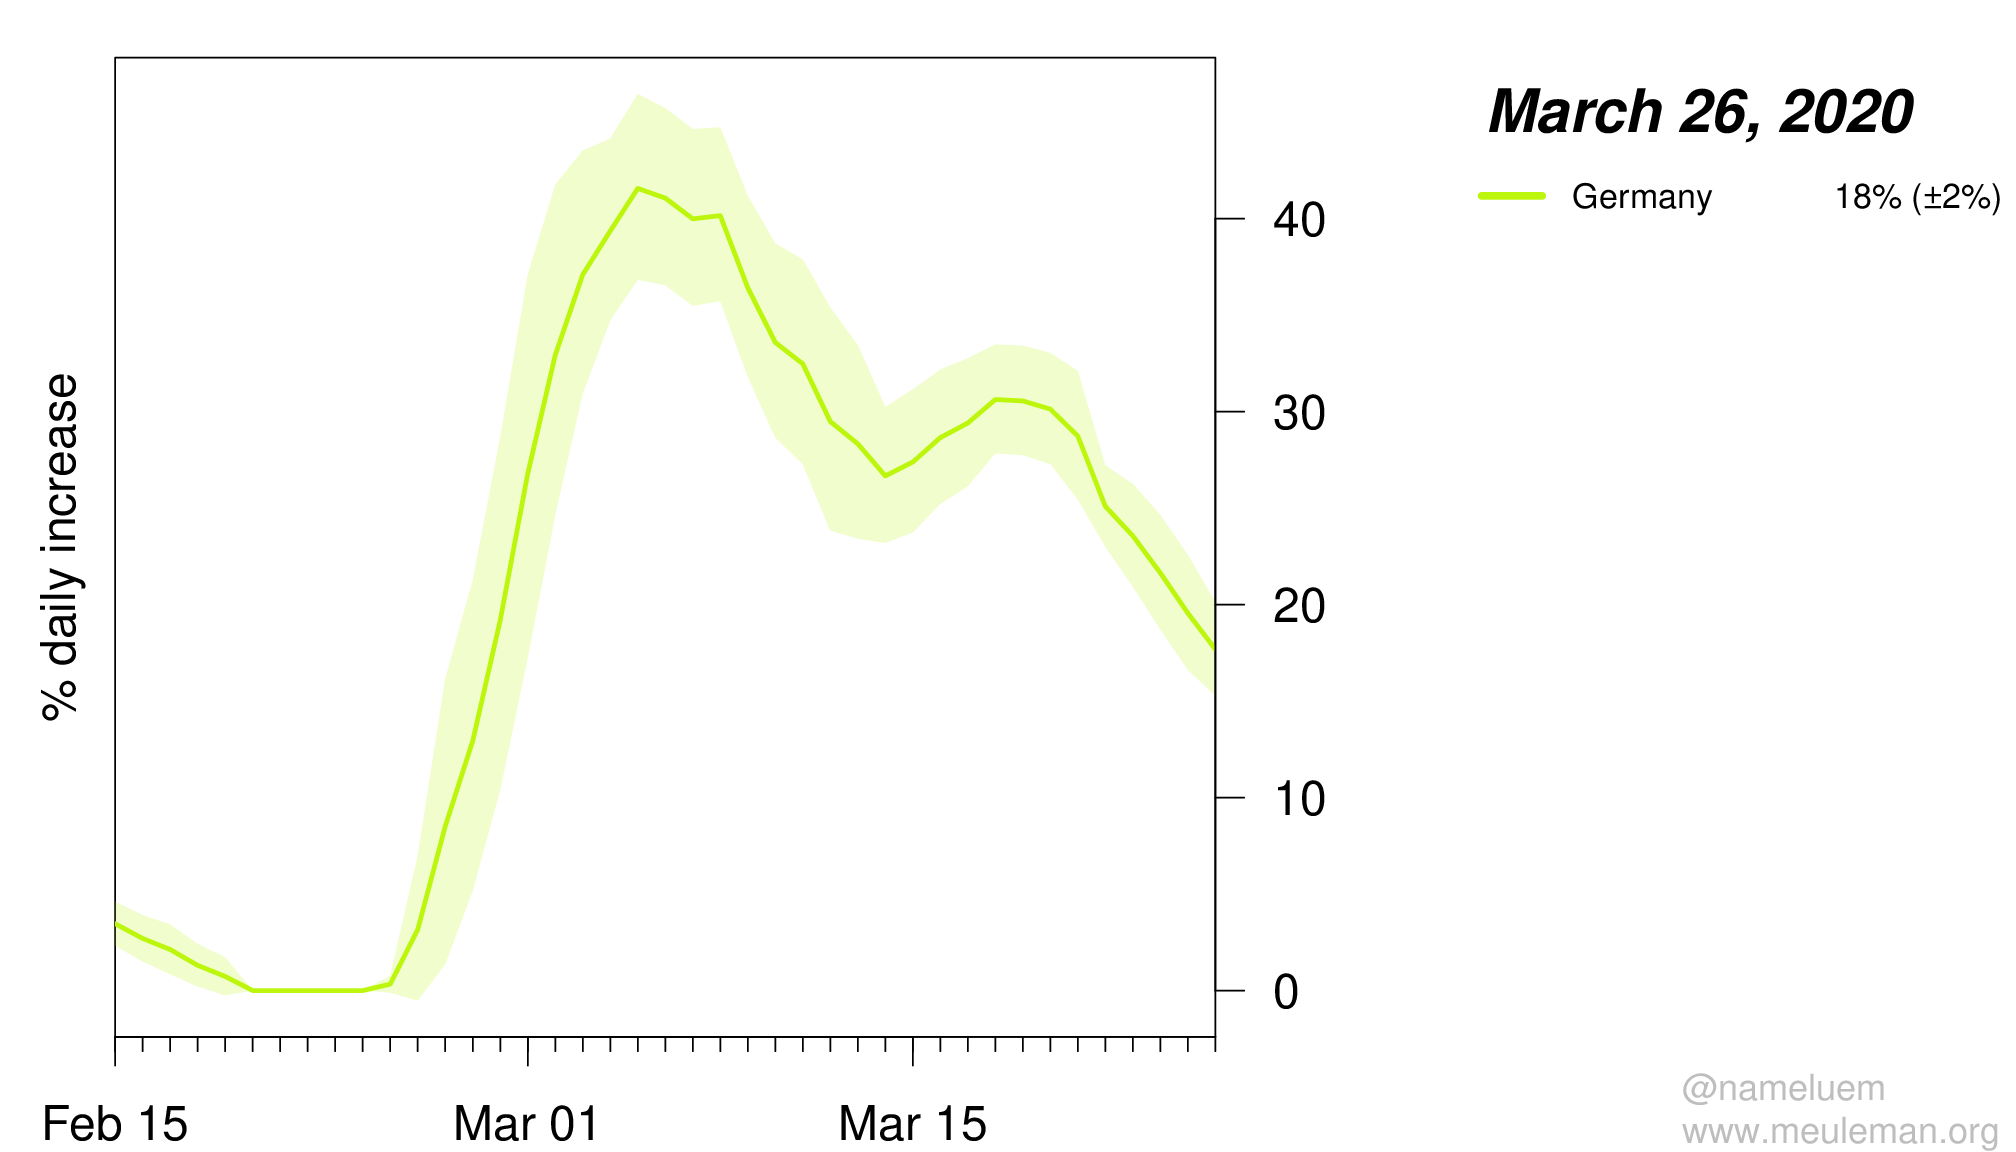 March 26, 2020
Germany 18% (±2%)
% daily increase
40
30
20
10
0
Feb 15 Mar 01 Mar 15
@nameluem
www.meuleman.org